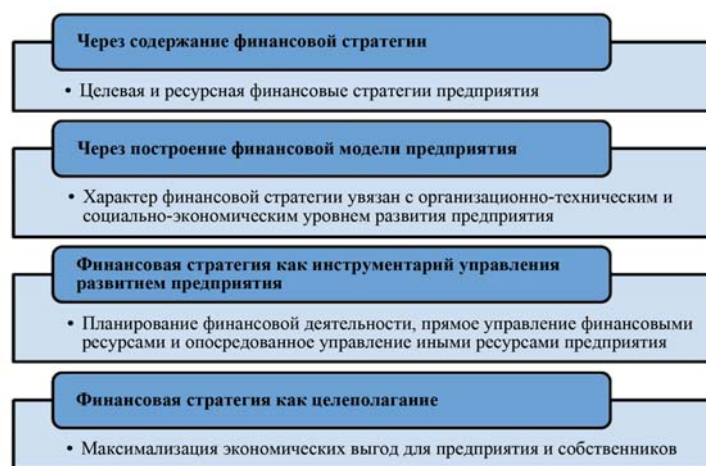 Через содержание финансовой стратегии
• Целевая и ресурсная финансовые стратегии предприятия
Через построение финансовой модели предприятия
• Характер финансовой стратегии увязан с организационно-техническим и
социально-экономическим уровнем развития предприятия
Финансовая стратегия как инструментарий управления
развитием предприятия
• Планирование финансовой деятельности, прямое управление финансовыми
ресурсами и опосредованное управление иными ресурсами предприятия
Финансовая стратегия как целеполагание
• Максимализация экономических выгод для предприятия и собственников